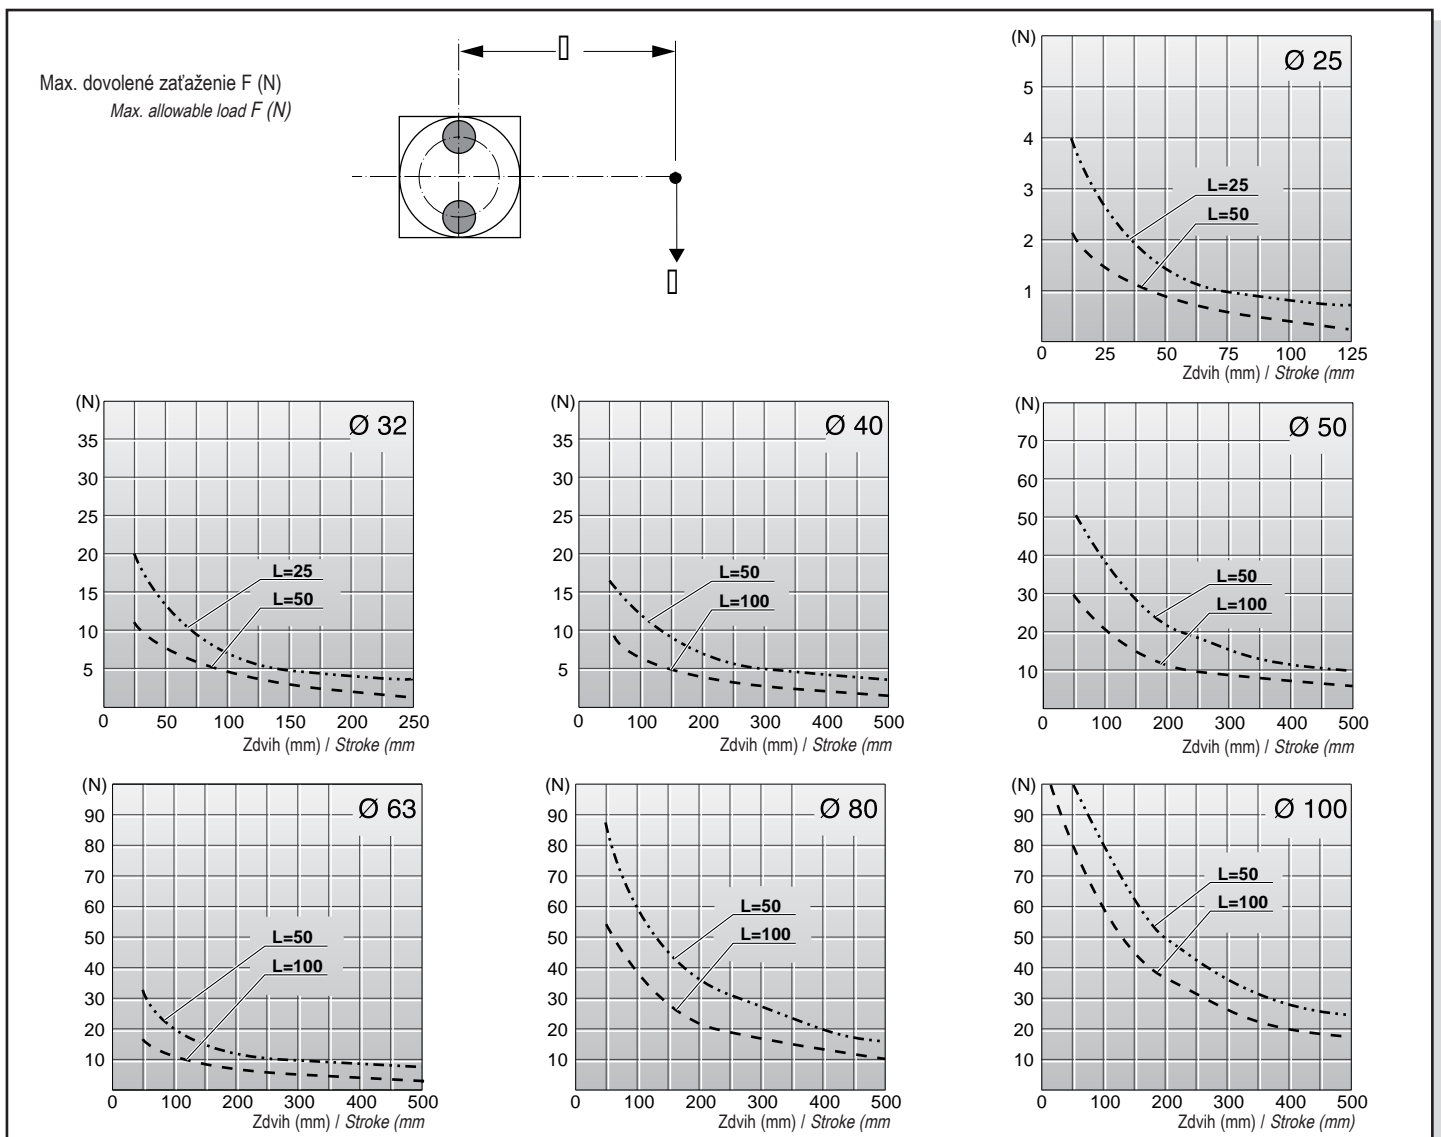 Max. dovolené zaťaženie F (N)
Max. allowable load F (N)
(N)
Ø 25
5
4
3
2
1
L=25
L=50
0 25 50 75 100 125
Zdvih (mm) / Stroke (mm
(N)
Ø 32
35
30
25
20
15
10
5
L=25
L=50
0 50 100 150 200 250
Zdvih (mm) / Stroke (mm
(N)
Ø 40
35
30
25
20
15
10
5
L=50
L=100
0 100 200 300 400 500
Zdvih (mm) / Stroke (mm
(N)
Ø 50
70
60
50
40
30
20
10
L=50
L=100
0 100 200 300 400 500
Zdvih (mm) / Stroke (mm
(N)
Ø 63
90
80
70
60
50
40
30
20
10
L=50
L=100
0 100 200 300 400 500
Zdvih (mm) / Stroke (mm
(N)
Ø 80
90
80
70
60
50
40
30
20
10
L=50
L=100
0 100 200 300 400 500
Zdvih (mm) / Stroke (mm
(N)
Ø 100
90
80
70
60
50
40
30
20
10
L=50
L=100
0 100 200 300 400 500
Zdvih (mm) / Stroke (mm)